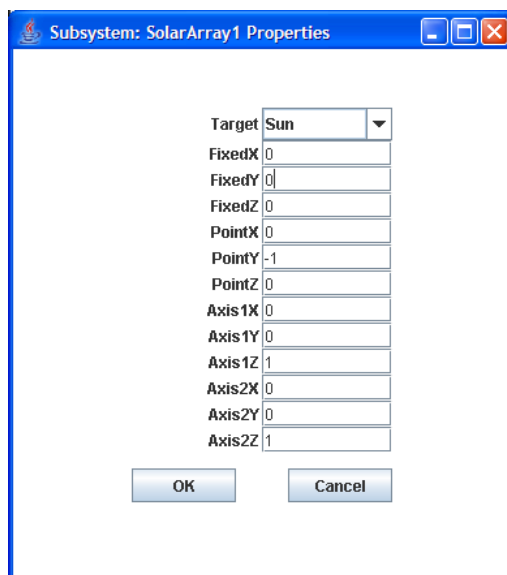 Subsystem: SolarArray1 Properties
Target Sun
FixedX 0
FixedY 0
FixedZ 0
PointX 0
PointY -1
PointZ 0
Axis1X 0
Axis1Y 0
Axis1Z 1
Axis2X 0
Axis2Y 0
Axis2Z 1
OK Cancel